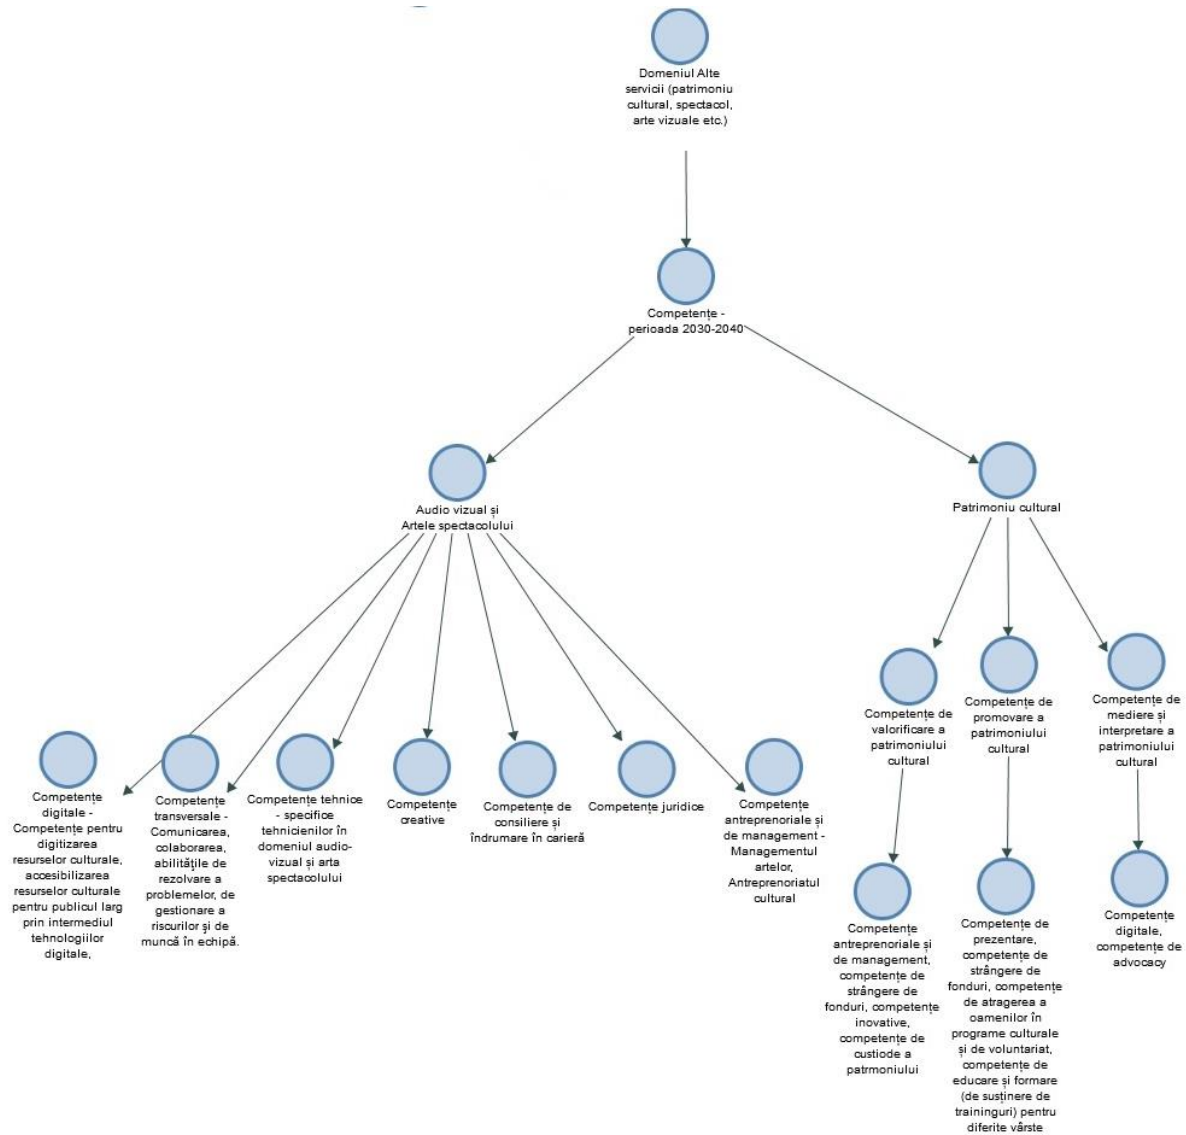 Domeniul Alte
servicii (patrimoniu
cultural, spectacol,
arte vizuale etc.)
Competențe -
perioada 2030-2040
Audio vizual și
Artele spectacolului
Patrimoniu cultural
Competențe
digitale -
Competențe pentru
digitizarea
resurselor culturale,
accesibilizarea
resurselor culturale
pentru publicul larg
prin intermediul
tehnologiilor
digitale,
Competențe
transversale -
Comunicarea,
colaborarea,
abilităţile de
rezolvare a
problemelor, de
gestionare a
riscurilor şi de
muncă în echipă.
Competențe tehnice
- specifice
tehnicienilor în
domeniul audio-
vizual și arta
spectacolului
Competențe
creative
Competențe de
consiliere și
îndrumare în carieră
Competențe juridice
Competențe
antreprenoriale și
de management -
Managementul
artelor,
Antreprenoriatul
cultural
Competențe de
valorificare a
patrimoniului
cultural
Competențe de
promovare a
patrimoniului
cultural
Competențe de
mediere și
interpretare a
patrimoniului
cultural
Competențe
antreprenoriale și
de management,
competențe de
strângere de
fonduri, competențe
inovative,
competențe de
custiode a
patrmoniului
Competențe de
prezentare,
competențe de
strângere de
fonduri, competențe
de atragerea a
oamenilor în
programe culturale
și de voluntariat,
competențe de
educare și formare
(de susținere de
traininguri) pentru
diferite vârste
Competențe
digitale,
competențe de
advocacy